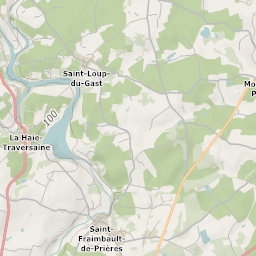 Saint-Loup-
du-Gast
100
La Haie-
Traversaine
Saint-
Fraimbault-
de-Prières